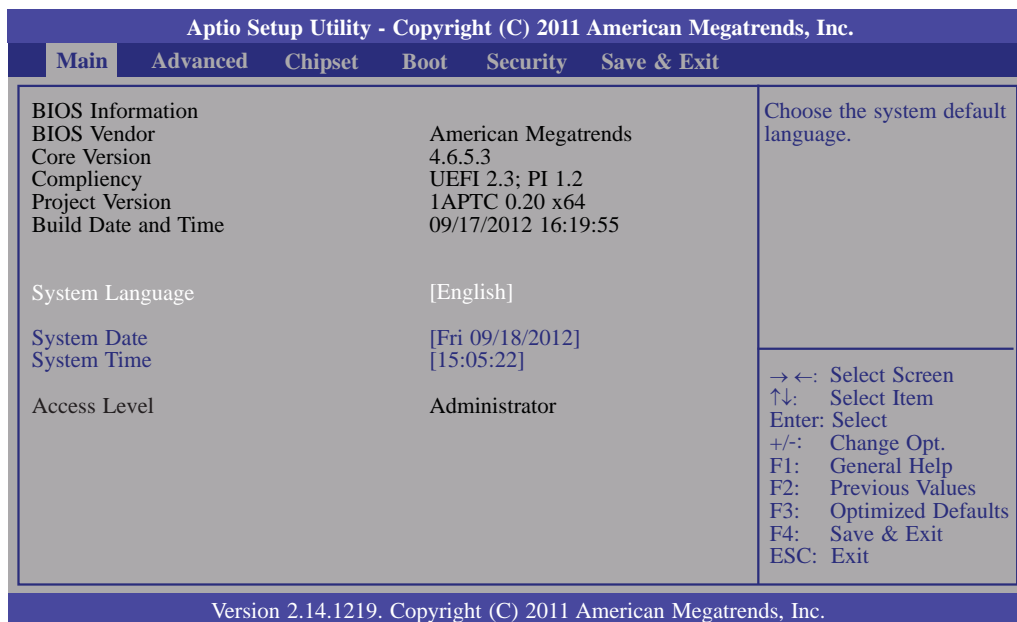 Aptio Setup Utility - Copyright (C) 2011 American Megatrends, Inc.
Main Advanced Chipset Boot Security Save & Exit
BIOS Information
BIOS Vendor American Megatrends
Core Version 4.6.5.3
Compliency UEFI 2.3; PI 1.2
Project Version 1APTC 0.20 x64
Build Date and Time 09/17/2012 16:19:55
System Language [English]
System Date [Fri 09/18/2012]
System Time [15:05:22]
Access Level Administrator
Choose the system default
language.
→ ←: Select Screen
↑↓: Select Item
Enter: Select
+/-: Change Opt.
F1: General Help
F2: Previous Values
F3: Optimized Defaults
F4: Save & Exit
ESC: Exit
Version 2.14.1219. Copyright (C) 2011 American Megatrends, Inc.